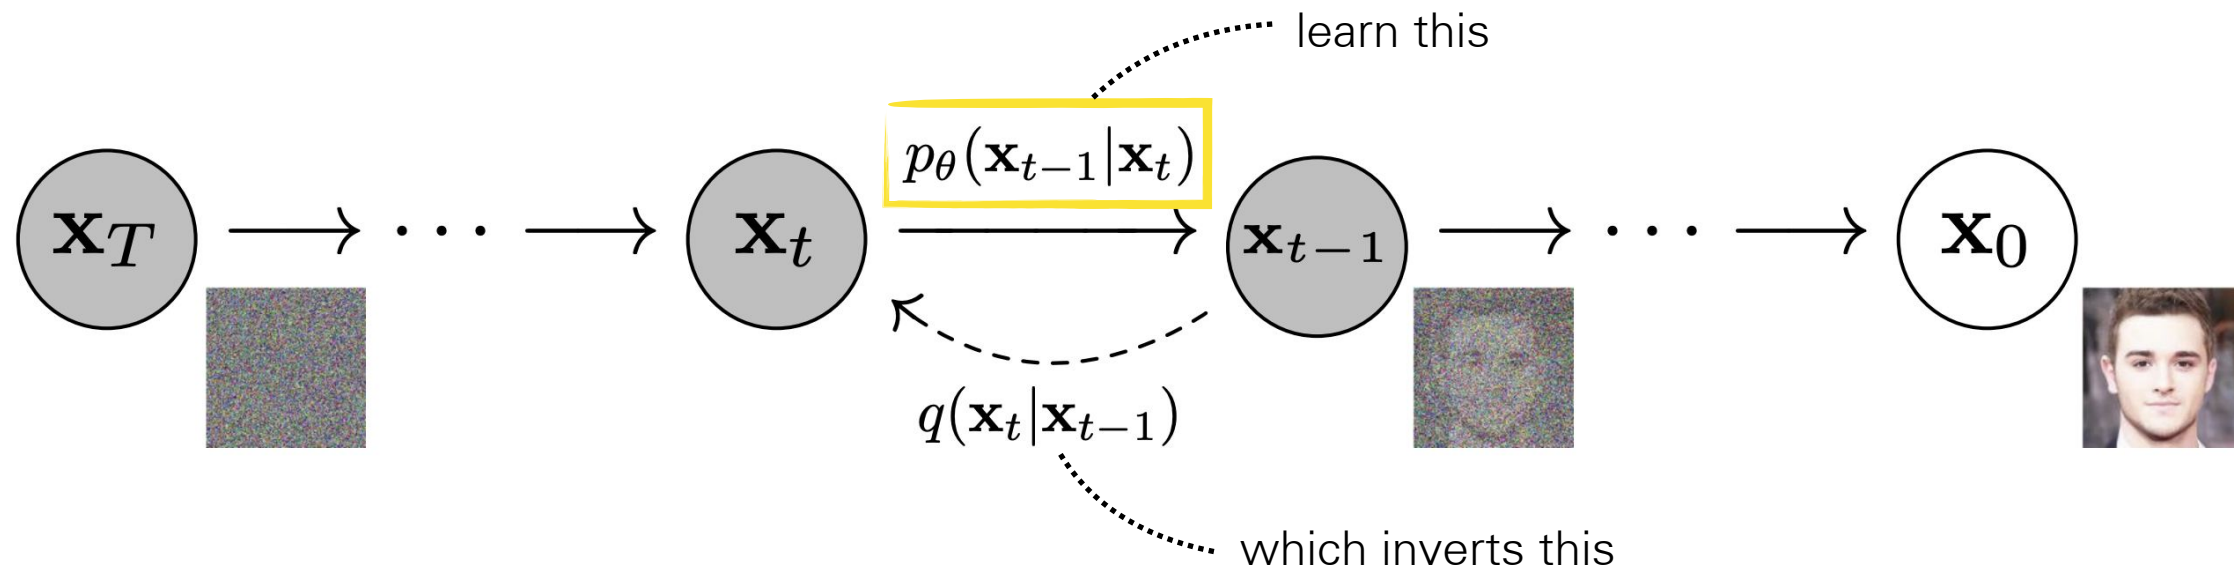 learn this
p_θ(x_{t−1}|x_t)
x_T → ··· → x_t → x_{t−1} → ··· → x_0
q(x_t|x_{t−1})
which inverts this